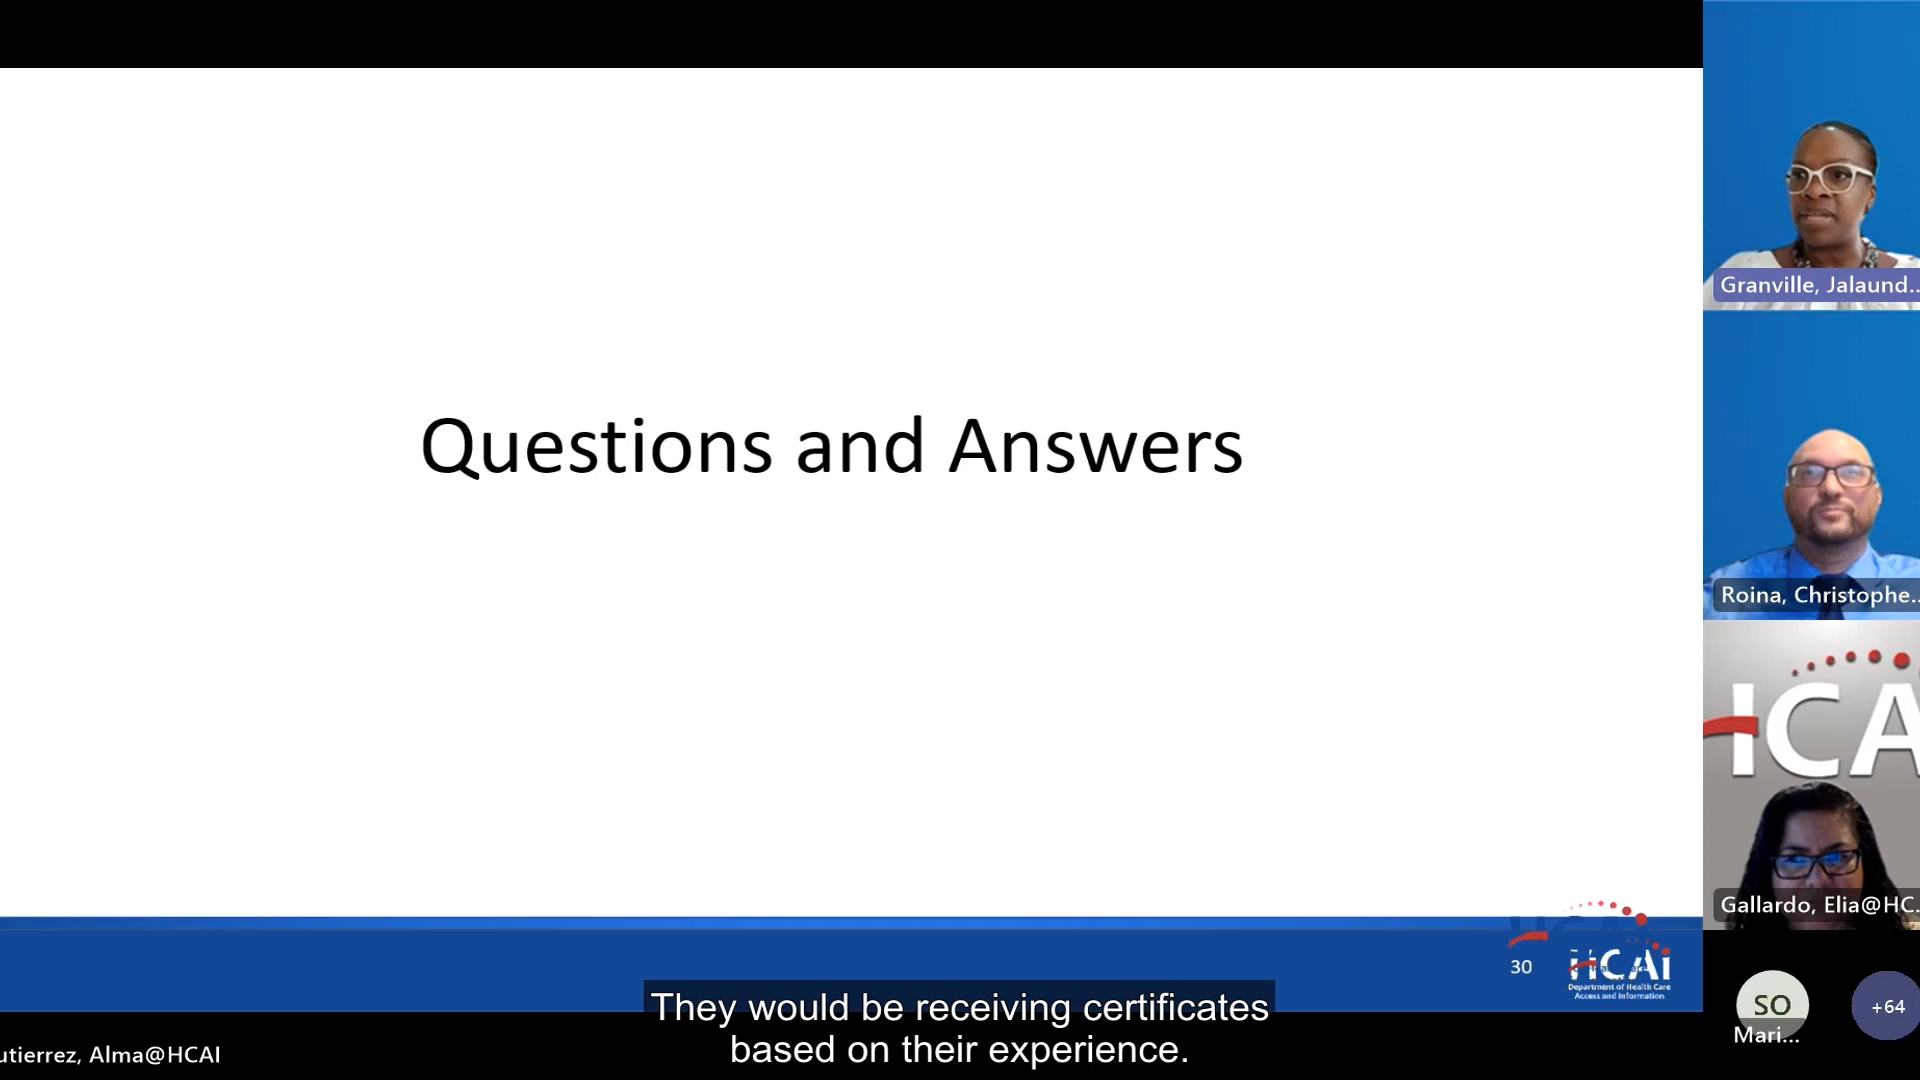 Questions and Answers
Granville, Jalaund...
Roina, Christophe...
HCA
Gallardo, Elia@HC...
30
HCAI
Department of Health Care
Access and Information
SO
Mari...
+64
They would be receiving certificates
based on their experience.
utierrez, Alma@HCAI